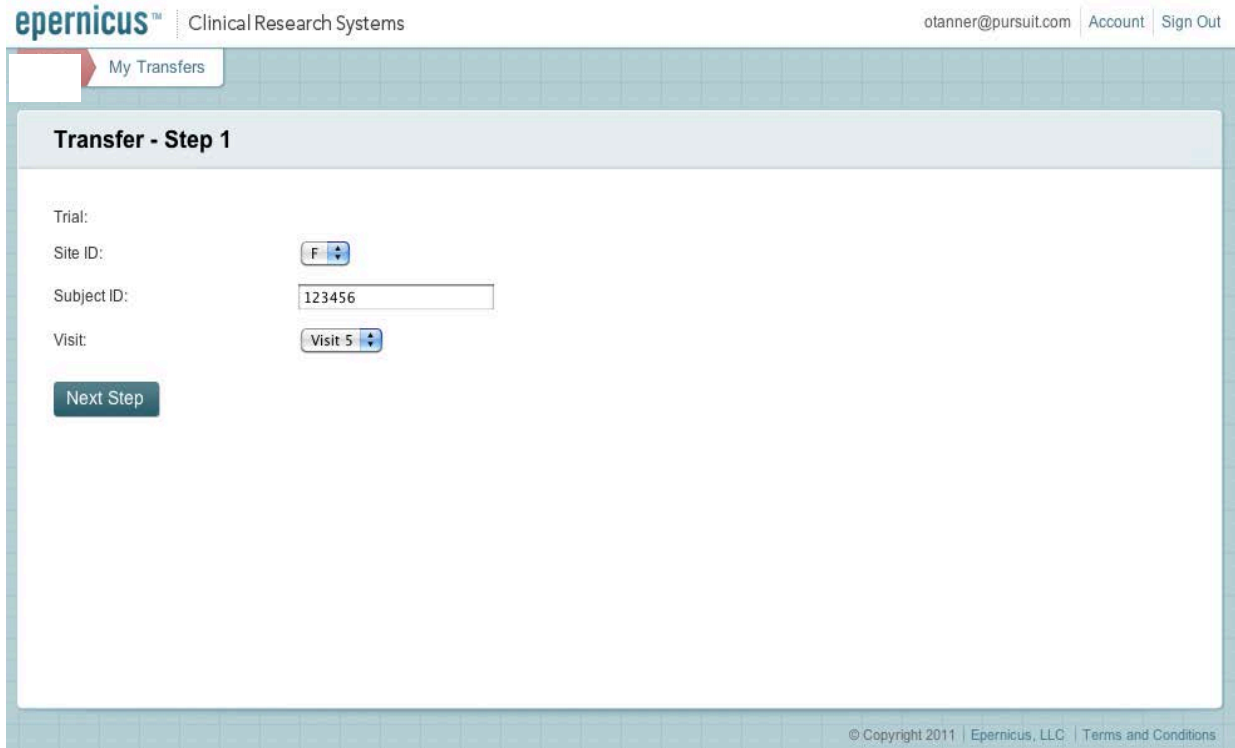 epernicus™ Clinical Research Systems otanner@pursuit.com Account Sign Out
My Transfers
Transfer - Step 1
Trial:
Site ID: F
Subject ID: 123456
Visit: Visit 5
Next Step
© Copyright 2011 Epernicus, LLC Terms and Conditions